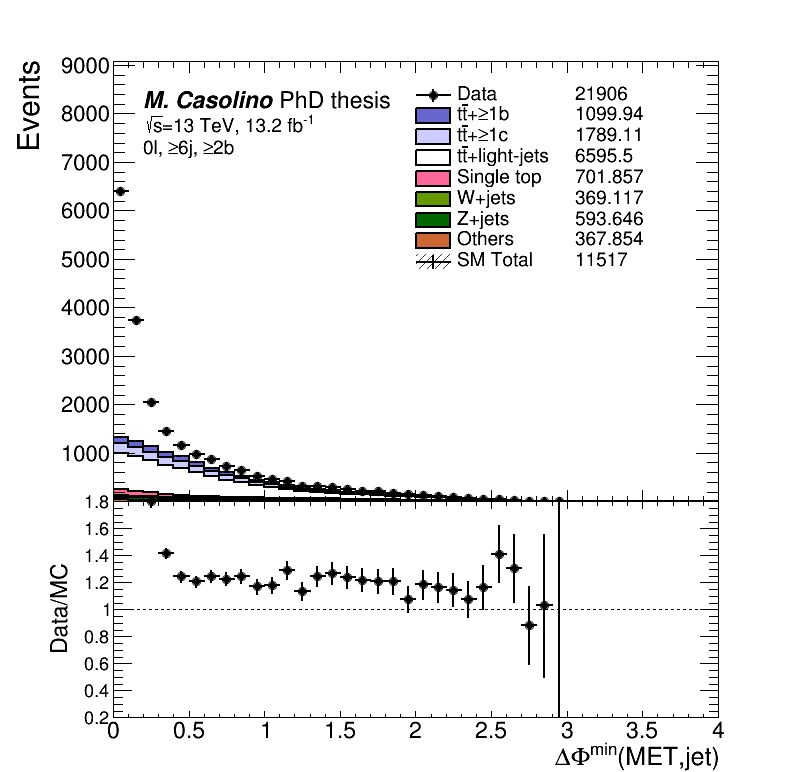 Events
9000
8000
7000
6000
5000
4000
3000
2000
1000
M. Casolino PhD thesis
√s=13 TeV, 13.2 fb⁻¹
0l, ≥6j, ≥2b
Data 21906
tt̄+≥1b 1099.94
tt̄+≥1c 1789.11
tt̄+light-jets 6595.5
Single top 701.857
W+jets 369.117
Z+jets 593.646
Others 367.854
SM Total 11517
Data/MC
1.8
1.6
1.4
1.2
1
0.8
0.6
0.4
0.2
0 0.5 1 1.5 2 2.5 3 3.5 4
ΔΦᵐⁱⁿ(MET,jet)